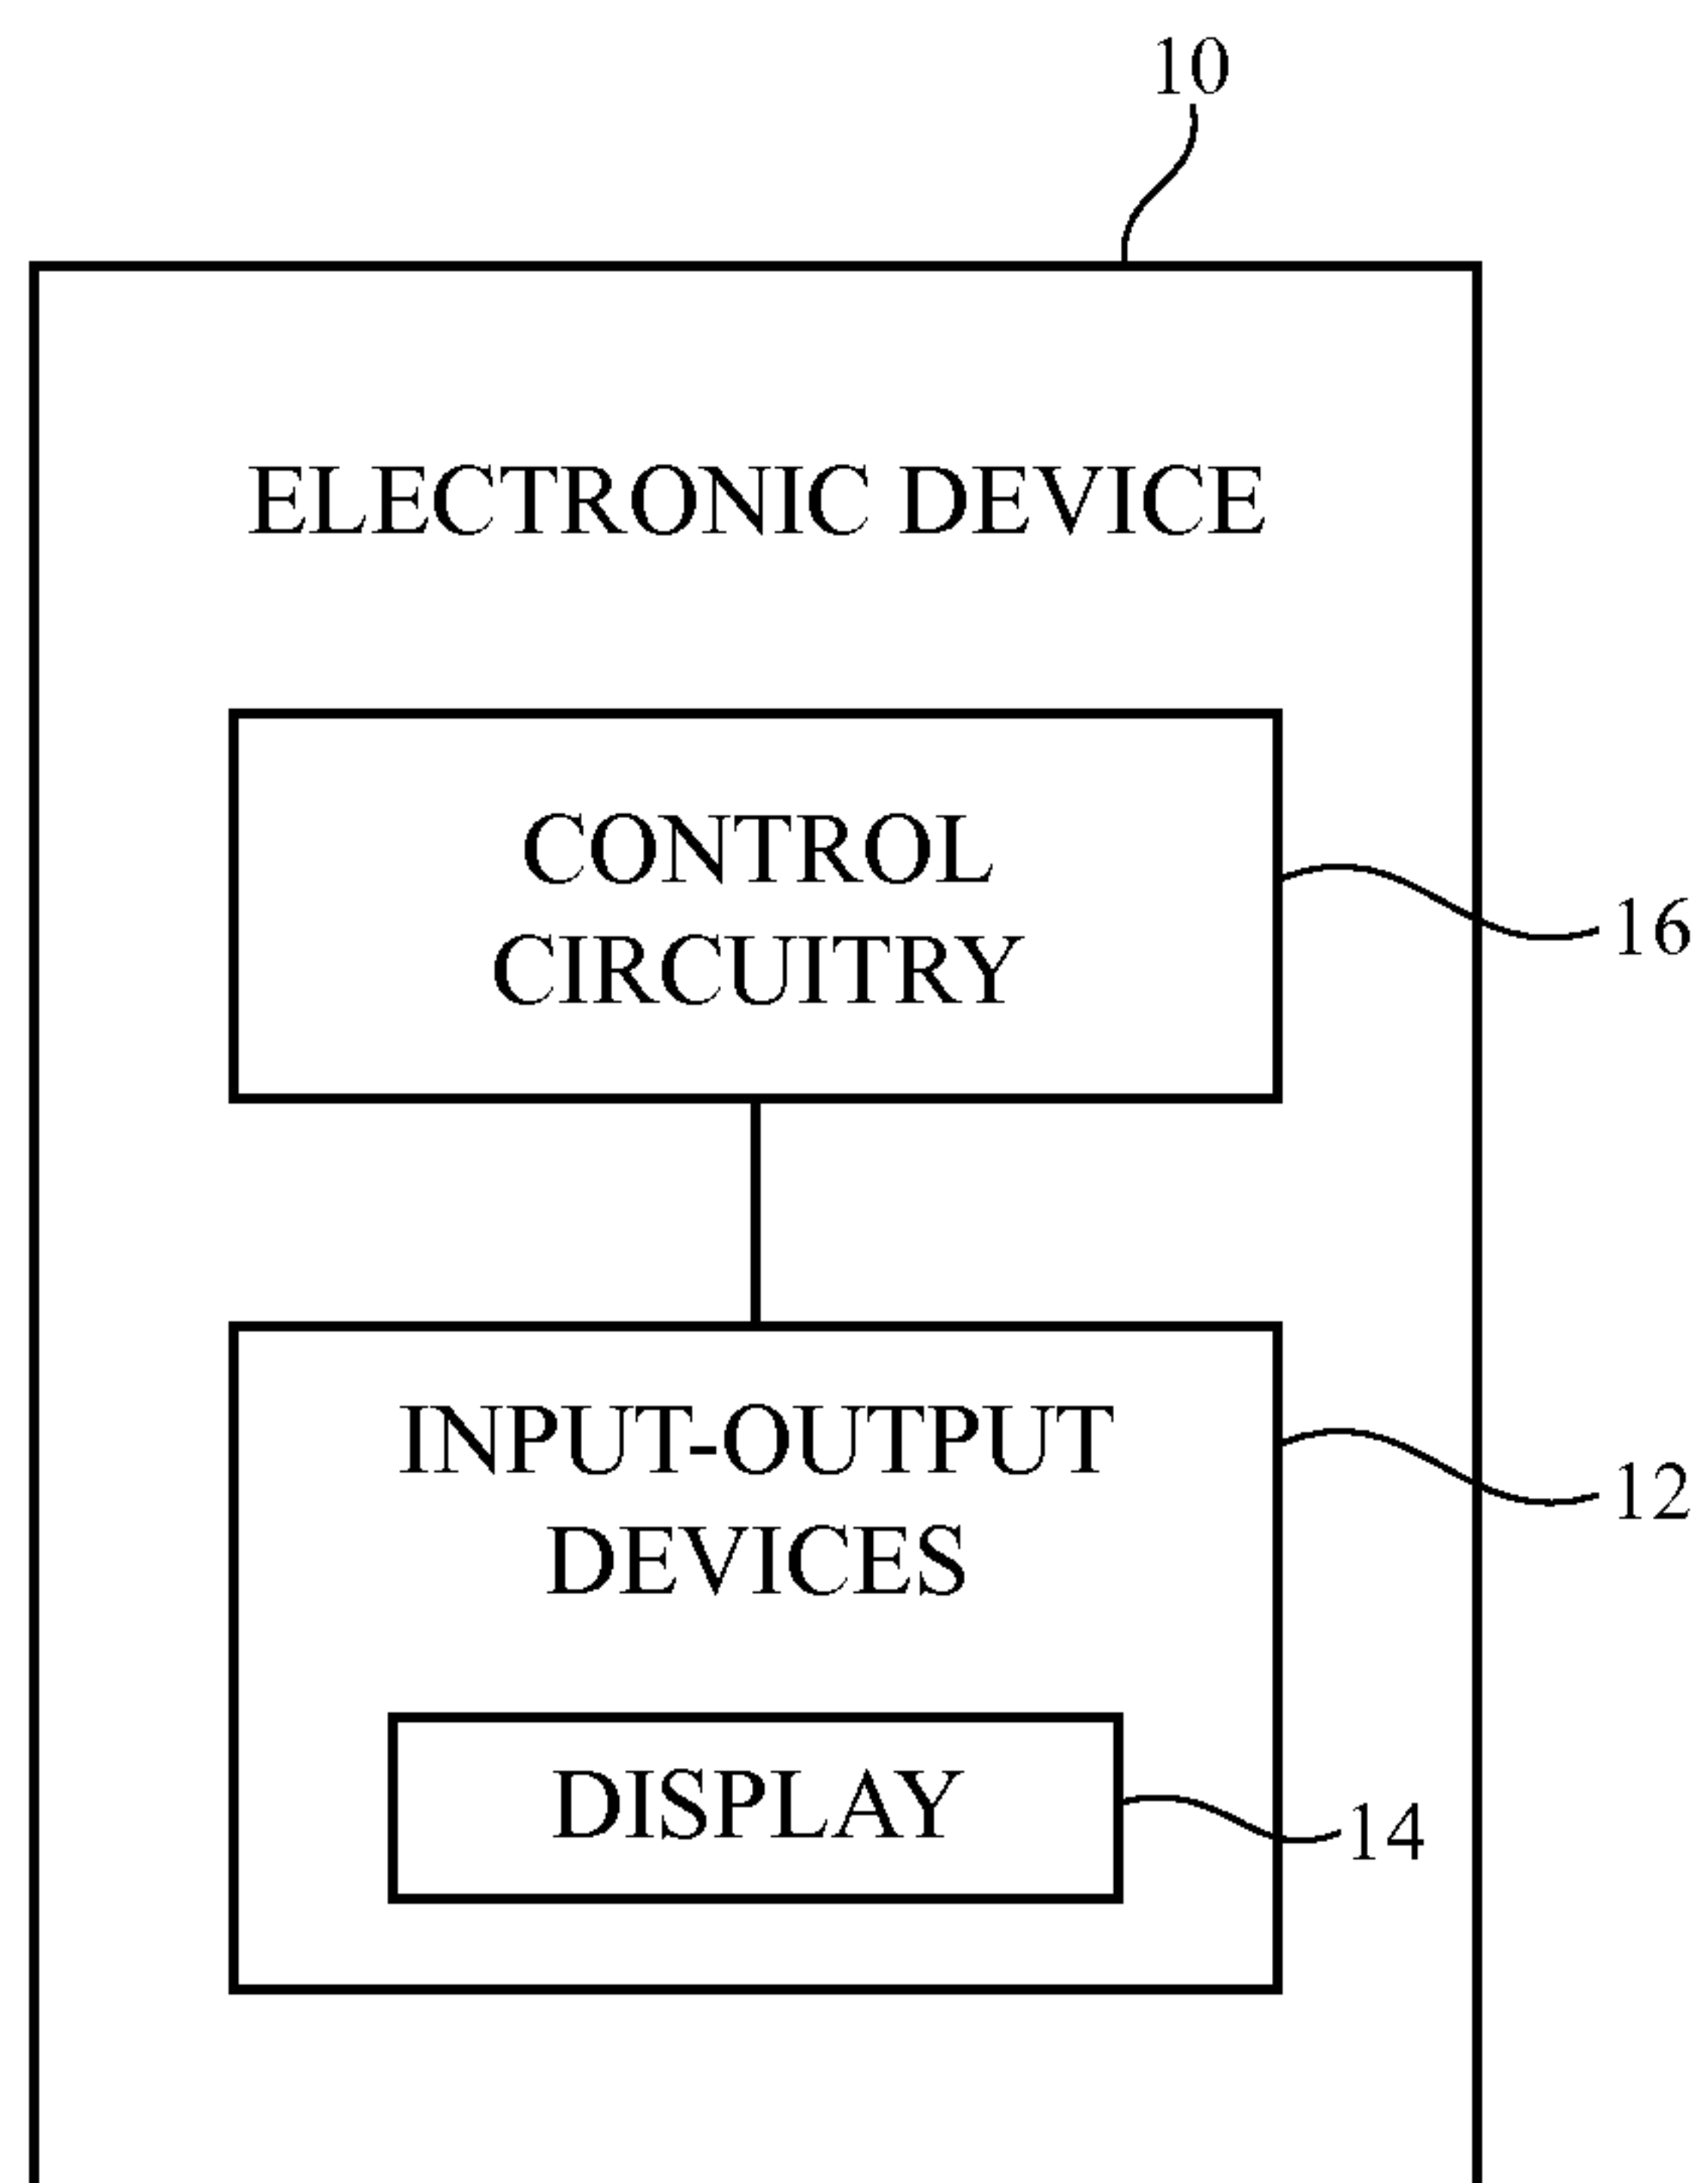 10
ELECTRONIC DEVICE
CONTROL
CIRCUITRY
16
INPUT-OUTPUT
DEVICES
12
DISPLAY
14